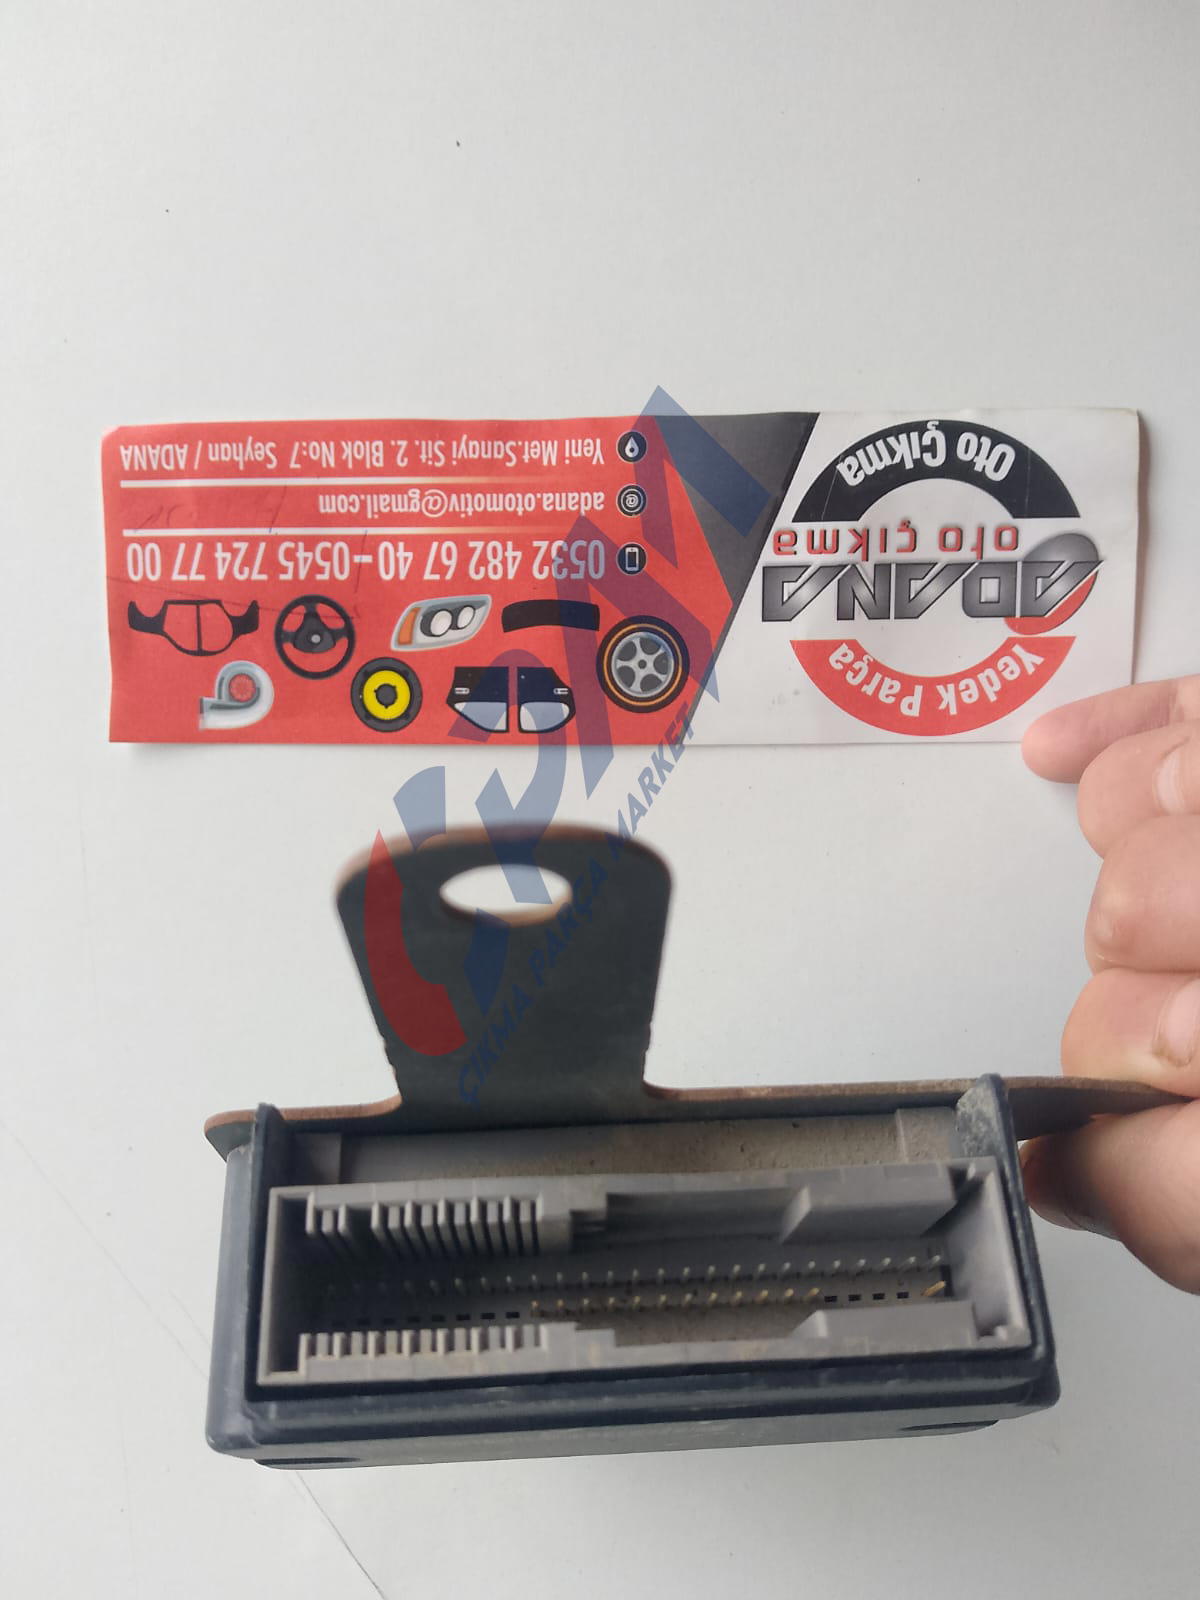 Oto Çıkma
ADANA
oto çıkma
Yedek Parça
0532 482 67 40-0545 724 77 00
adana.otomotiv@gmail.com
Yeni Met.Sanayi Sit. 2. Blok No:7 Seyhan / ADANA
ÇPM
ÇIKMA PARÇA MARKET